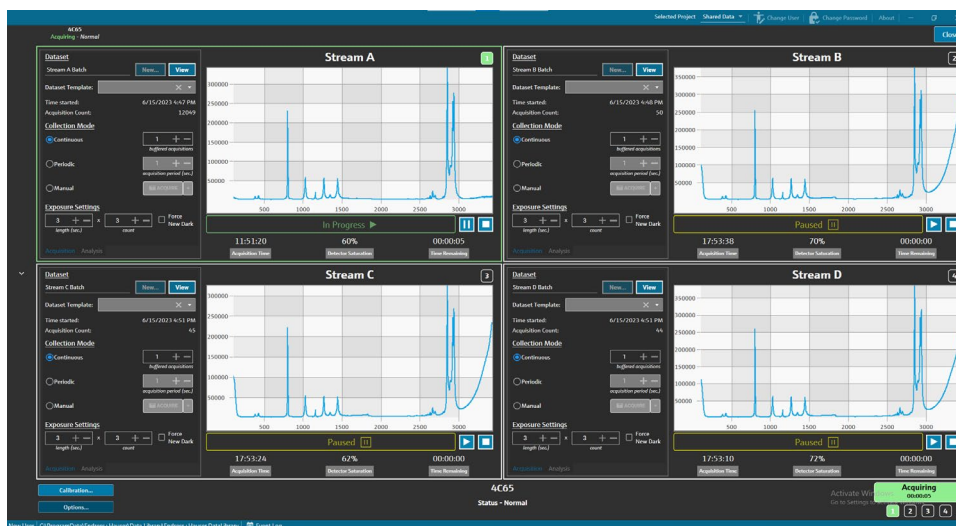 Selected Project Shared Data Change User Change Password About
4C65
Acquiring - Normal
Close
Dataset
Stream A Batch New... View
Dataset Template:
Time started: 6/15/2023 4:47 PM
Acquisition Count: 12049
Collection Mode
Continuous 1 + −
buffered acquisitions
Periodic 1 + −
acquisition period (sec.)
Manual ACQUIRE
Exposure Settings
3 + − x 3 + − Force New Dark
length (sec.) count
Acquisition Analysis
Stream A 1
300000
250000
200000
150000
100000
50000
500 1000 1500 2000 2500 3000
In Progress
11:51:20 60% 00:00:05
Acquisition Time Detector Saturation Time Remaining
Dataset
Stream B Batch New... View
Dataset Template:
Time started: 6/15/2023 4:48 PM
Acquisition Count: 50
Collection Mode
Continuous 1 + −
buffered acquisitions
Periodic 1 + −
acquisition period (sec.)
Manual ACQUIRE
Exposure Settings
3 + − x 3 + − Force New Dark
length (sec.) count
Acquisition Analysis
Stream B 2
350000
300000
250000
200000
150000
100000
50000
500 1000 1500 2000 2500 3000
Paused
17:53:38 70% 00:00:00
Acquisition Time Detector Saturation Time Remaining
Dataset
Stream C Batch New... View
Dataset Template:
Time started: 6/15/2023 4:51 PM
Acquisition Count: 45
Collection Mode
Continuous 1 + −
buffered acquisitions
Periodic 1 + −
acquisition period (sec.)
Manual ACQUIRE
Exposure Settings
3 + − x 3 + − Force New Dark
length (sec.) count
Acquisition Analysis
Stream C 3
300000
250000
200000
150000
100000
50000
500 1000 1500 2000 2500 3000
Paused
17:53:24 62% 00:00:00
Acquisition Time Detector Saturation Time Remaining
Dataset
Stream D Batch New... View
Dataset Template:
Time started: 6/15/2023 4:51 PM
Acquisition Count: 44
Collection Mode
Continuous 1 + −
buffered acquisitions
Periodic 1 + −
acquisition period (sec.)
Manual ACQUIRE
Exposure Settings
3 + − x 3 + − Force New Dark
length (sec.) count
Acquisition Analysis
Stream D 4
350000
300000
250000
200000
150000
100000
50000
500 1000 1500 2000 2500 3000
Paused
17:53:10 72% 00:00:00
Acquisition Time Detector Saturation Time Remaining
Calibration...
Options...
4C65
Status - Normal
Activate
Go to Settings
Acquiring
00:00:05
1 2 3 4